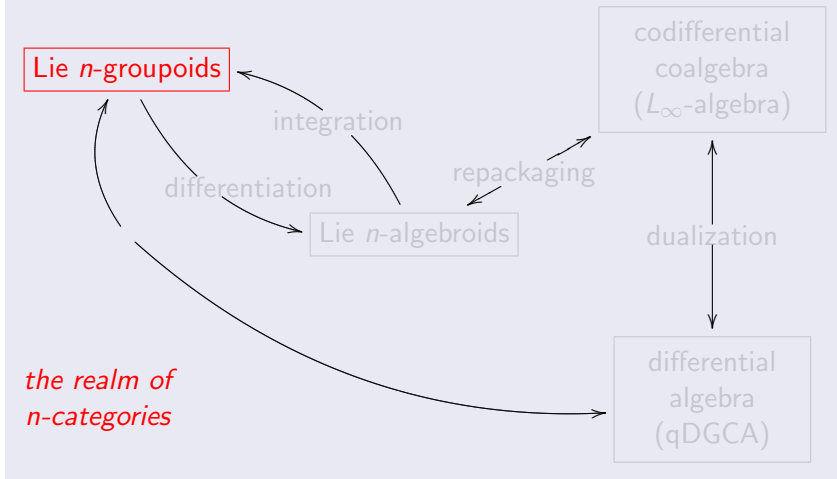 codifferential
coalgebra
(L∞-algebra)
Lie n-groupoids
integration
repackaging
differentiation
Lie n-algebroids
dualization
the realm of
n-categories
differential
algebra
(qDGCA)